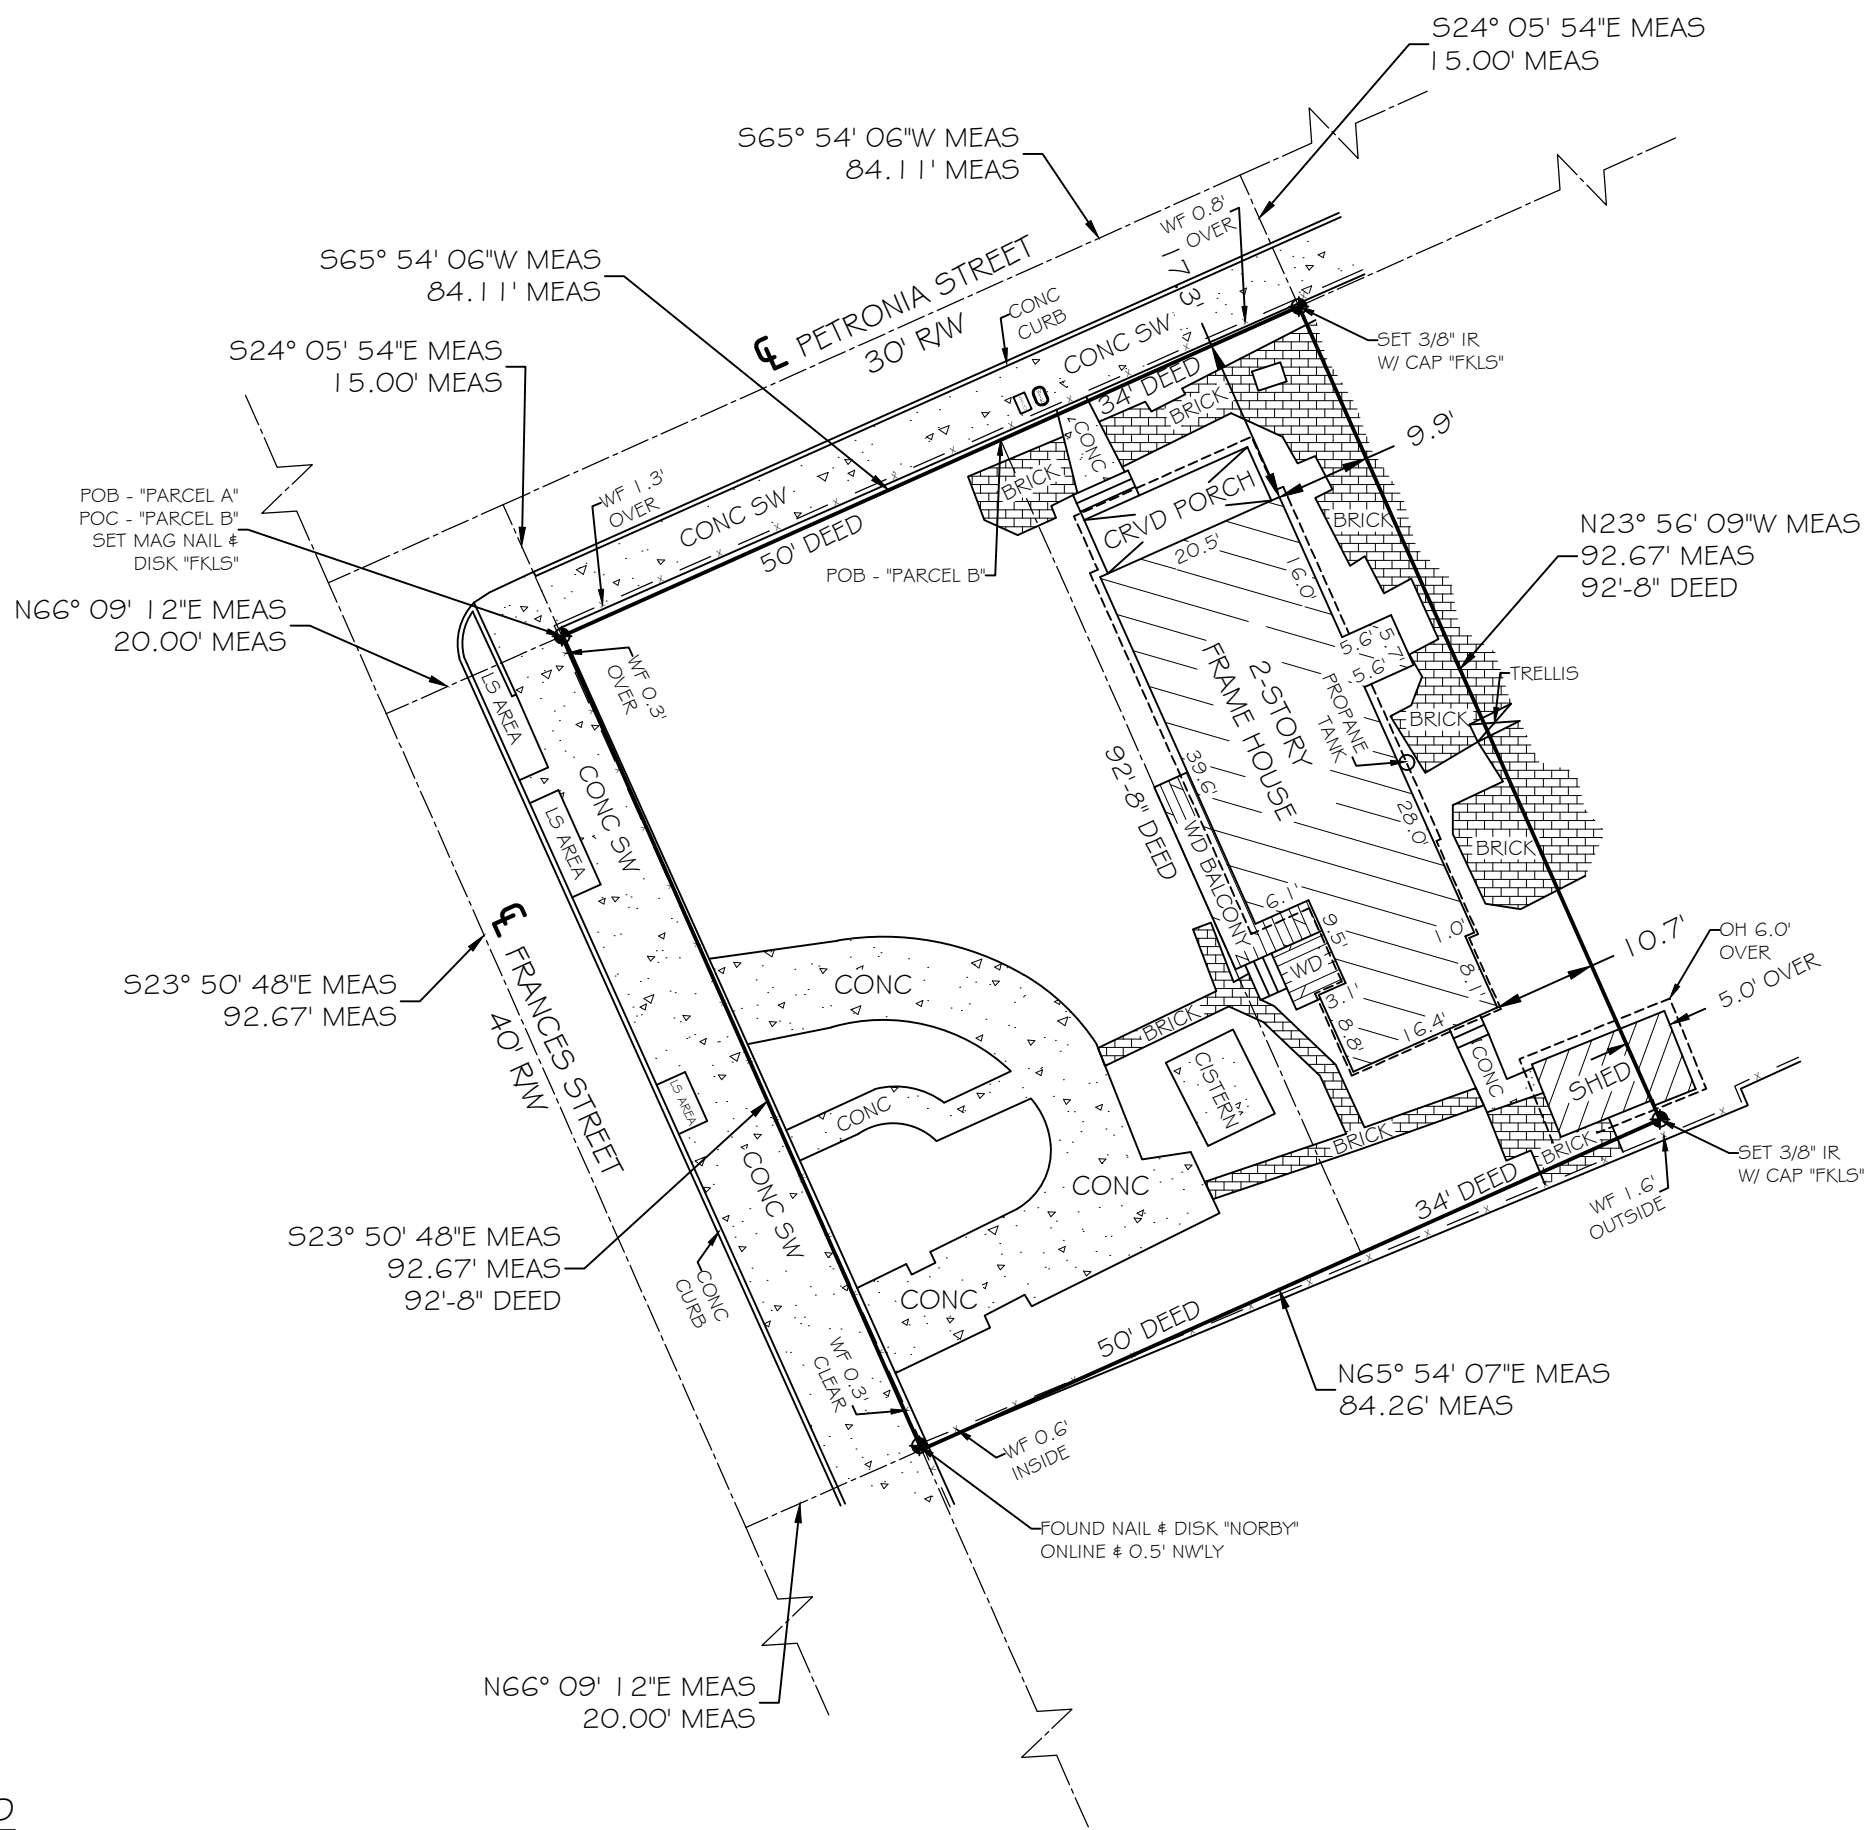 S24° 05' 54"E MEAS
15.00' MEAS
S65° 54' 06"W MEAS
84.11' MEAS
WF 0.8'
OVER
17.3'
S65° 54' 06"W MEAS
84.11' MEAS
℄ PETRONIA STREET
30' R/W
CONC
CURB
CONC SW
SET 3/8" IR
W/ CAP "FKLS"
S24° 05' 54"E MEAS
15.00' MEAS
34' DEED
BRICK
9.9'
CONC
BRICK
POB - "PARCEL A"
POC - "PARCEL B"
SET MAG NAIL &
DISK "FKLS"
WF 1.3'
OVER
CONC SW
50' DEED
CRVD PORCH
20.5'
16.0'
BRICK
N23° 56' 09"W MEAS
92.67' MEAS
92'-8" DEED
POB - "PARCEL B"
N66° 09' 12"E MEAS
20.00' MEAS
WF 0.3'
OVER
5.6'
5.7'
5.6'
TRELLIS
2-STORY
FRAME HOUSE
PROPANE
TANK
BRICK
LS AREA
LS AREA
CONC SW
92'-8" DEED
39.6'
28.0'
BRICK
WD BALCONY
6.1'
9.5'
1.0'
8.1'
WD
3.1'
8.8'
16.4'
10.7'
OH 6.0'
OVER
5.0' OVER
℄ FRANCES STREET
40' R/W
S23° 50' 48"E MEAS
92.67' MEAS
CONC
BRICK
CISTERN
CONC
SHED
LS AREA
CONC
BRICK
BRICK
SET 3/8" IR
W/ CAP "FKLS"
CONC SW
CONC
34' DEED
WF 1.6'
OUTSIDE
S23° 50' 48"E MEAS
92.67' MEAS
92'-8" DEED
CONC
CURB
CONC
50' DEED
WF 0.3'
CLEAR
N65° 54' 07"E MEAS
84.26' MEAS
WF 0.6'
INSIDE
FOUND NAIL & DISK "NORBY"
ONLINE & 0.5' NW'LY
N66° 09' 12"E MEAS
20.00' MEAS